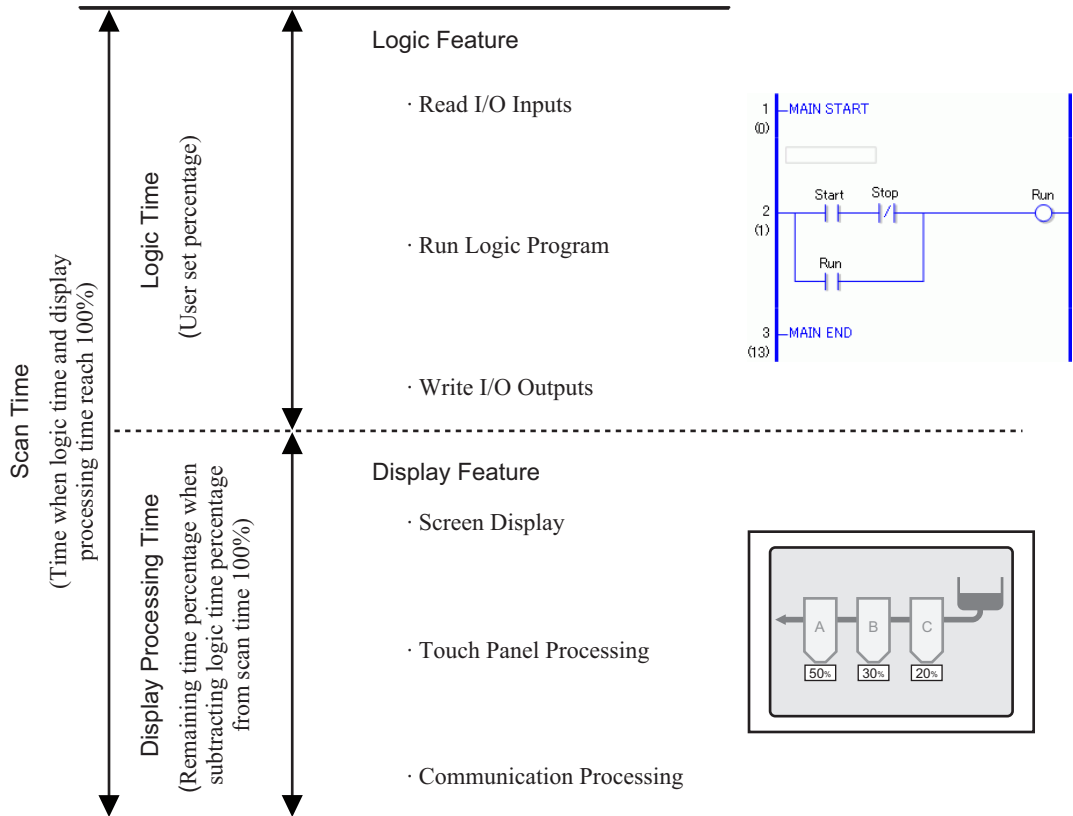 Scan Time
(Time when logic time and display
processing time reach 100%)
Logic Time
(User set percentage)
Logic Feature
· Read I/O Inputs
· Run Logic Program
· Write I/O Outputs
1
(0)
MAIN START
2
(1)
Start
Stop
Run
Run
3
(13)
MAIN END
Display Processing Time
(Remaining time percentage when
subtracting logic time percentage
from scan time 100%)
Display Feature
· Screen Display
· Touch Panel Processing
· Communication Processing
A
B
C
50%
30%
20%